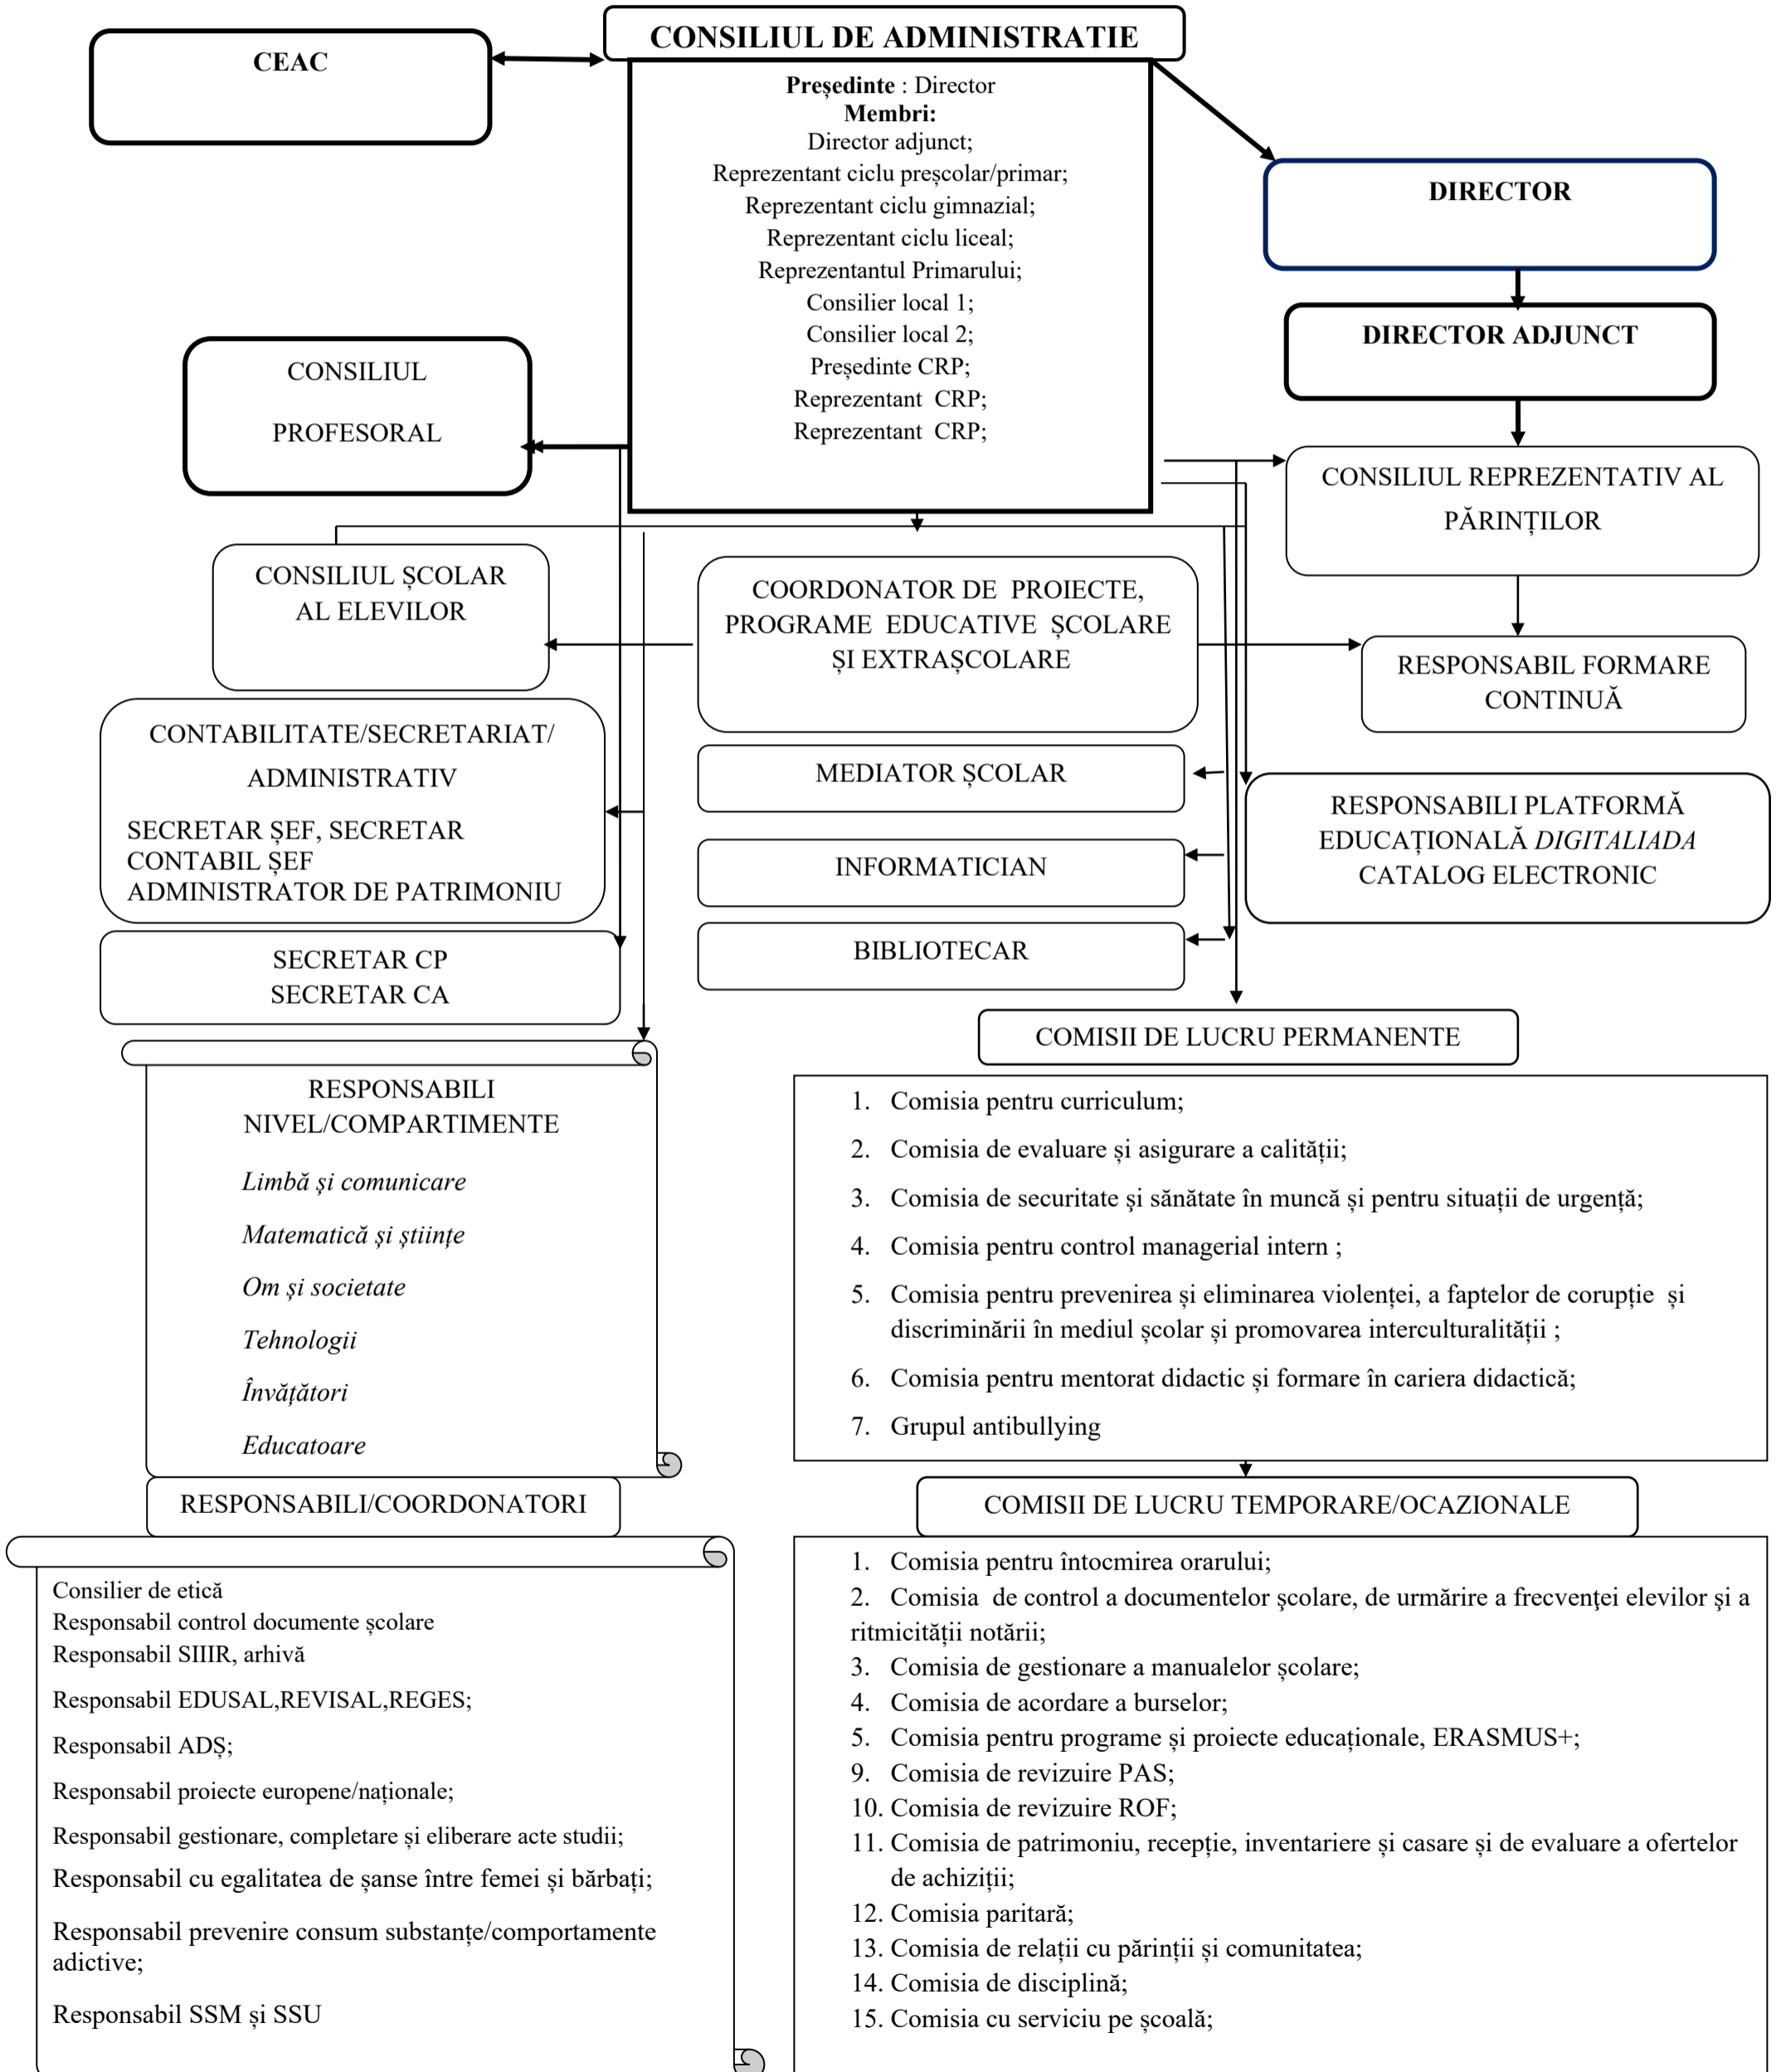 CONSILIUL DE ADMINISTRATIE
CEAC
Președinte : Director
Membri:
Director adjunct;
Reprezentant ciclu preșcolar/primar;
Reprezentant ciclu gimnazial;
Reprezentant ciclu liceal;
Reprezentantul Primarului;
Consilier local 1;
Consilier local 2;
Președinte CRP;
Reprezentant  CRP;
Reprezentant  CRP;
DIRECTOR
DIRECTOR ADJUNCT
CONSILIUL
PROFESORAL
CONSILIUL REPREZENTATIV AL
PĂRINȚILOR
CONSILIUL ȘCOLAR
AL ELEVILOR
COORDONATOR DE  PROIECTE,
PROGRAME  EDUCATIVE  ȘCOLARE
ȘI EXTRAȘCOLARE
RESPONSABIL FORMARE
CONTINUĂ
CONTABILITATE/SECRETARIAT/
ADMINISTRATIV
SECRETAR ȘEF, SECRETAR
CONTABIL ȘEF
ADMINISTRATOR DE PATRIMONIU
MEDIATOR ȘCOLAR
INFORMATICIAN
BIBLIOTECAR
RESPONSABILI PLATFORMĂ
EDUCAȚIONALĂ DIGITALIADA
CATALOG ELECTRONIC
SECRETAR CP
SECRETAR CA
COMISII DE LUCRU PERMANENTE
RESPONSABILI
NIVEL/COMPARTIMENTE
Limbă și comunicare
Matematică și științe
Om și societate
Tehnologii
Învățători
Educatoare
1. Comisia pentru curriculum;
2. Comisia de evaluare și asigurare a calității;
3. Comisia de securitate şi sănătate în muncă și pentru situații de urgență;
4. Comisia pentru control managerial intern ;
5. Comisia pentru prevenirea și eliminarea violenței, a faptelor de corupție  și
discriminării în mediul școlar și promovarea interculturalității ;
6. Comisia pentru mentorat didactic și formare în cariera didactică;
7. Grupul antibullying
RESPONSABILI/COORDONATORI
Consilier de etică
Responsabil control documente școlare
Responsabil SIIIR, arhivă
Responsabil EDUSAL,REVISAL,REGES;
Responsabil ADȘ;
Responsabil proiecte europene/naționale;
Responsabil gestionare, completare și eliberare acte studii;
Responsabil cu egalitatea de șanse între femei și bărbați;
Responsabil prevenire consum substanțe/comportamente
adictive;
Responsabil SSM și SSU
COMISII DE LUCRU TEMPORARE/OCAZIONALE
1. Comisia pentru întocmirea orarului;
2. Comisia  de control a documentelor şcolare, de urmărire a frecvenţei elevilor şi a
ritmicității notării;
3. Comisia de gestionare a manualelor școlare;
4. Comisia de acordare a burselor;
5. Comisia pentru programe și proiecte educaționale, ERASMUS+;
9. Comisia de revizuire PAS;
10. Comisia de revizuire ROF;
11. Comisia de patrimoniu, recepție, inventariere și casare și de evaluare a ofertelor
de achiziții;
12. Comisia paritară;
13. Comisia de relații cu părinții și comunitatea;
14. Comisia de disciplină;
15. Comisia cu serviciu pe școală;